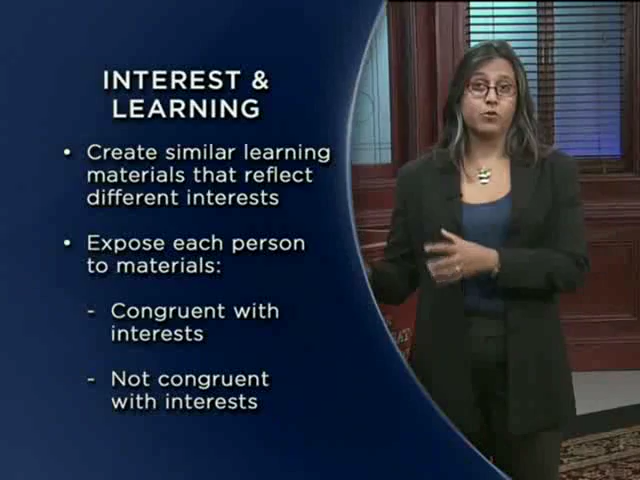 INTEREST &
LEARNING
• Create similar learning
materials that reflect
different interests
• Expose each person
to materials:
- Congruent with
interests
- Not congruent
with interests